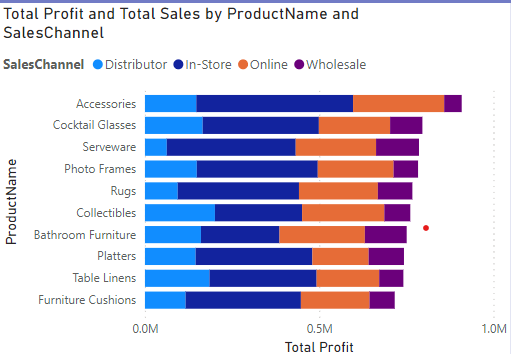 Total Profit and Total Sales by ProductName and
SalesChannel
SalesChannel Distributor In-Store Online Wholesale
ProductName
Accessories
Cocktail Glasses
Serveware
Photo Frames
Rugs
Collectibles
Bathroom Furniture
Platters
Table Linens
Furniture Cushions
0.0M 0.5M 1.0M
Total Profit